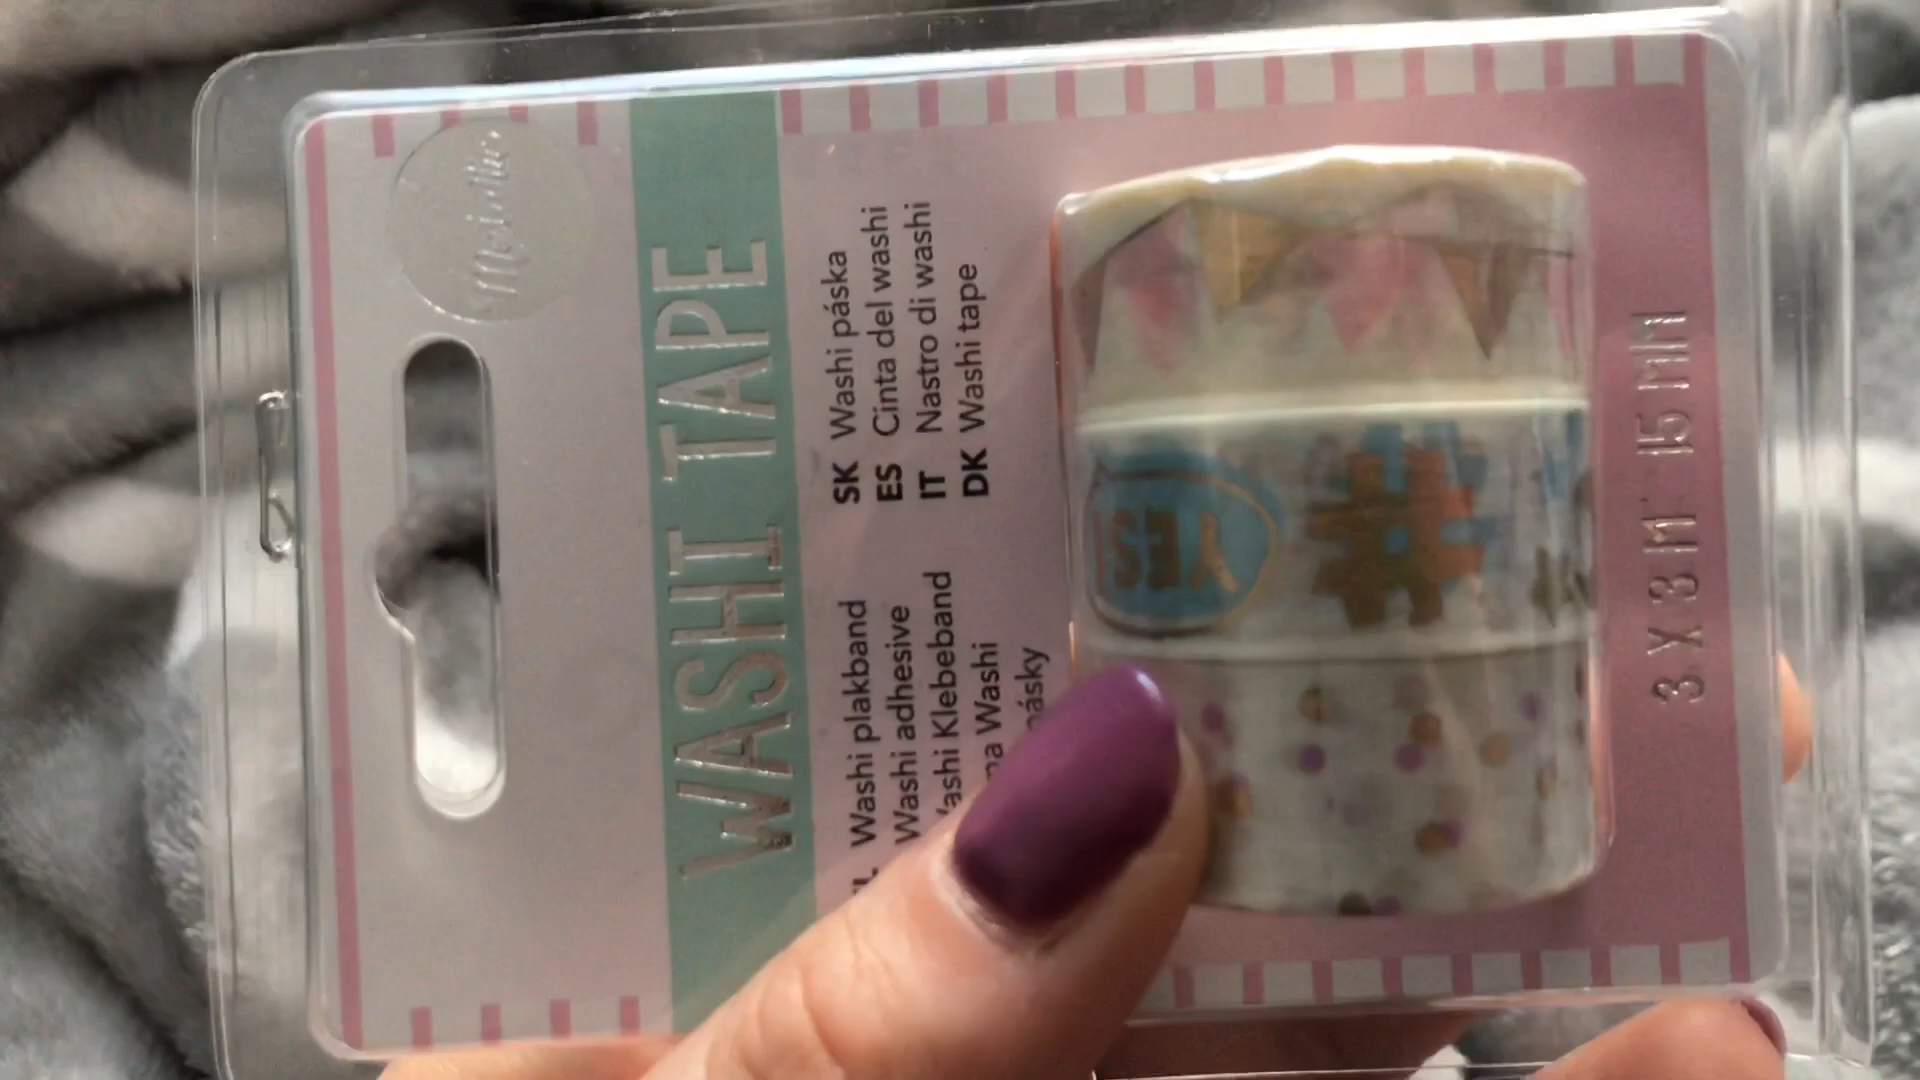 WASHI TAPE
Washi plakband
Washi adhesive
Washi Klebeband
Washi
SK Washi páska
ES Cinta del washi
IT Nastro di washi
DK Washi tape
YES!
#
3 X 3 m 15 mm